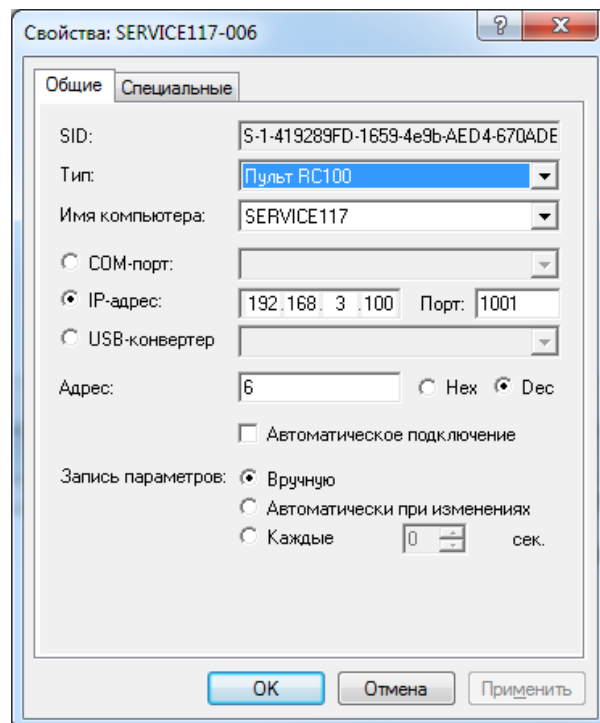 Свойства: SERVICE117-006
Общие Специальные
SID: S-1-419289FD-1659-4e9b-AED4-670ADE
Тип: Пульт RC100
Имя компьютера: SERVICE117
COM-порт:
IP-адрес: 192.168. 3 .100 Порт: 1001
USB-конвертер
Адрес: 6 Hex Dec
Автоматическое подключение
Запись параметров: Вручную
Автоматически при изменениях
Каждые 0 сек.
OK Отмена Применить